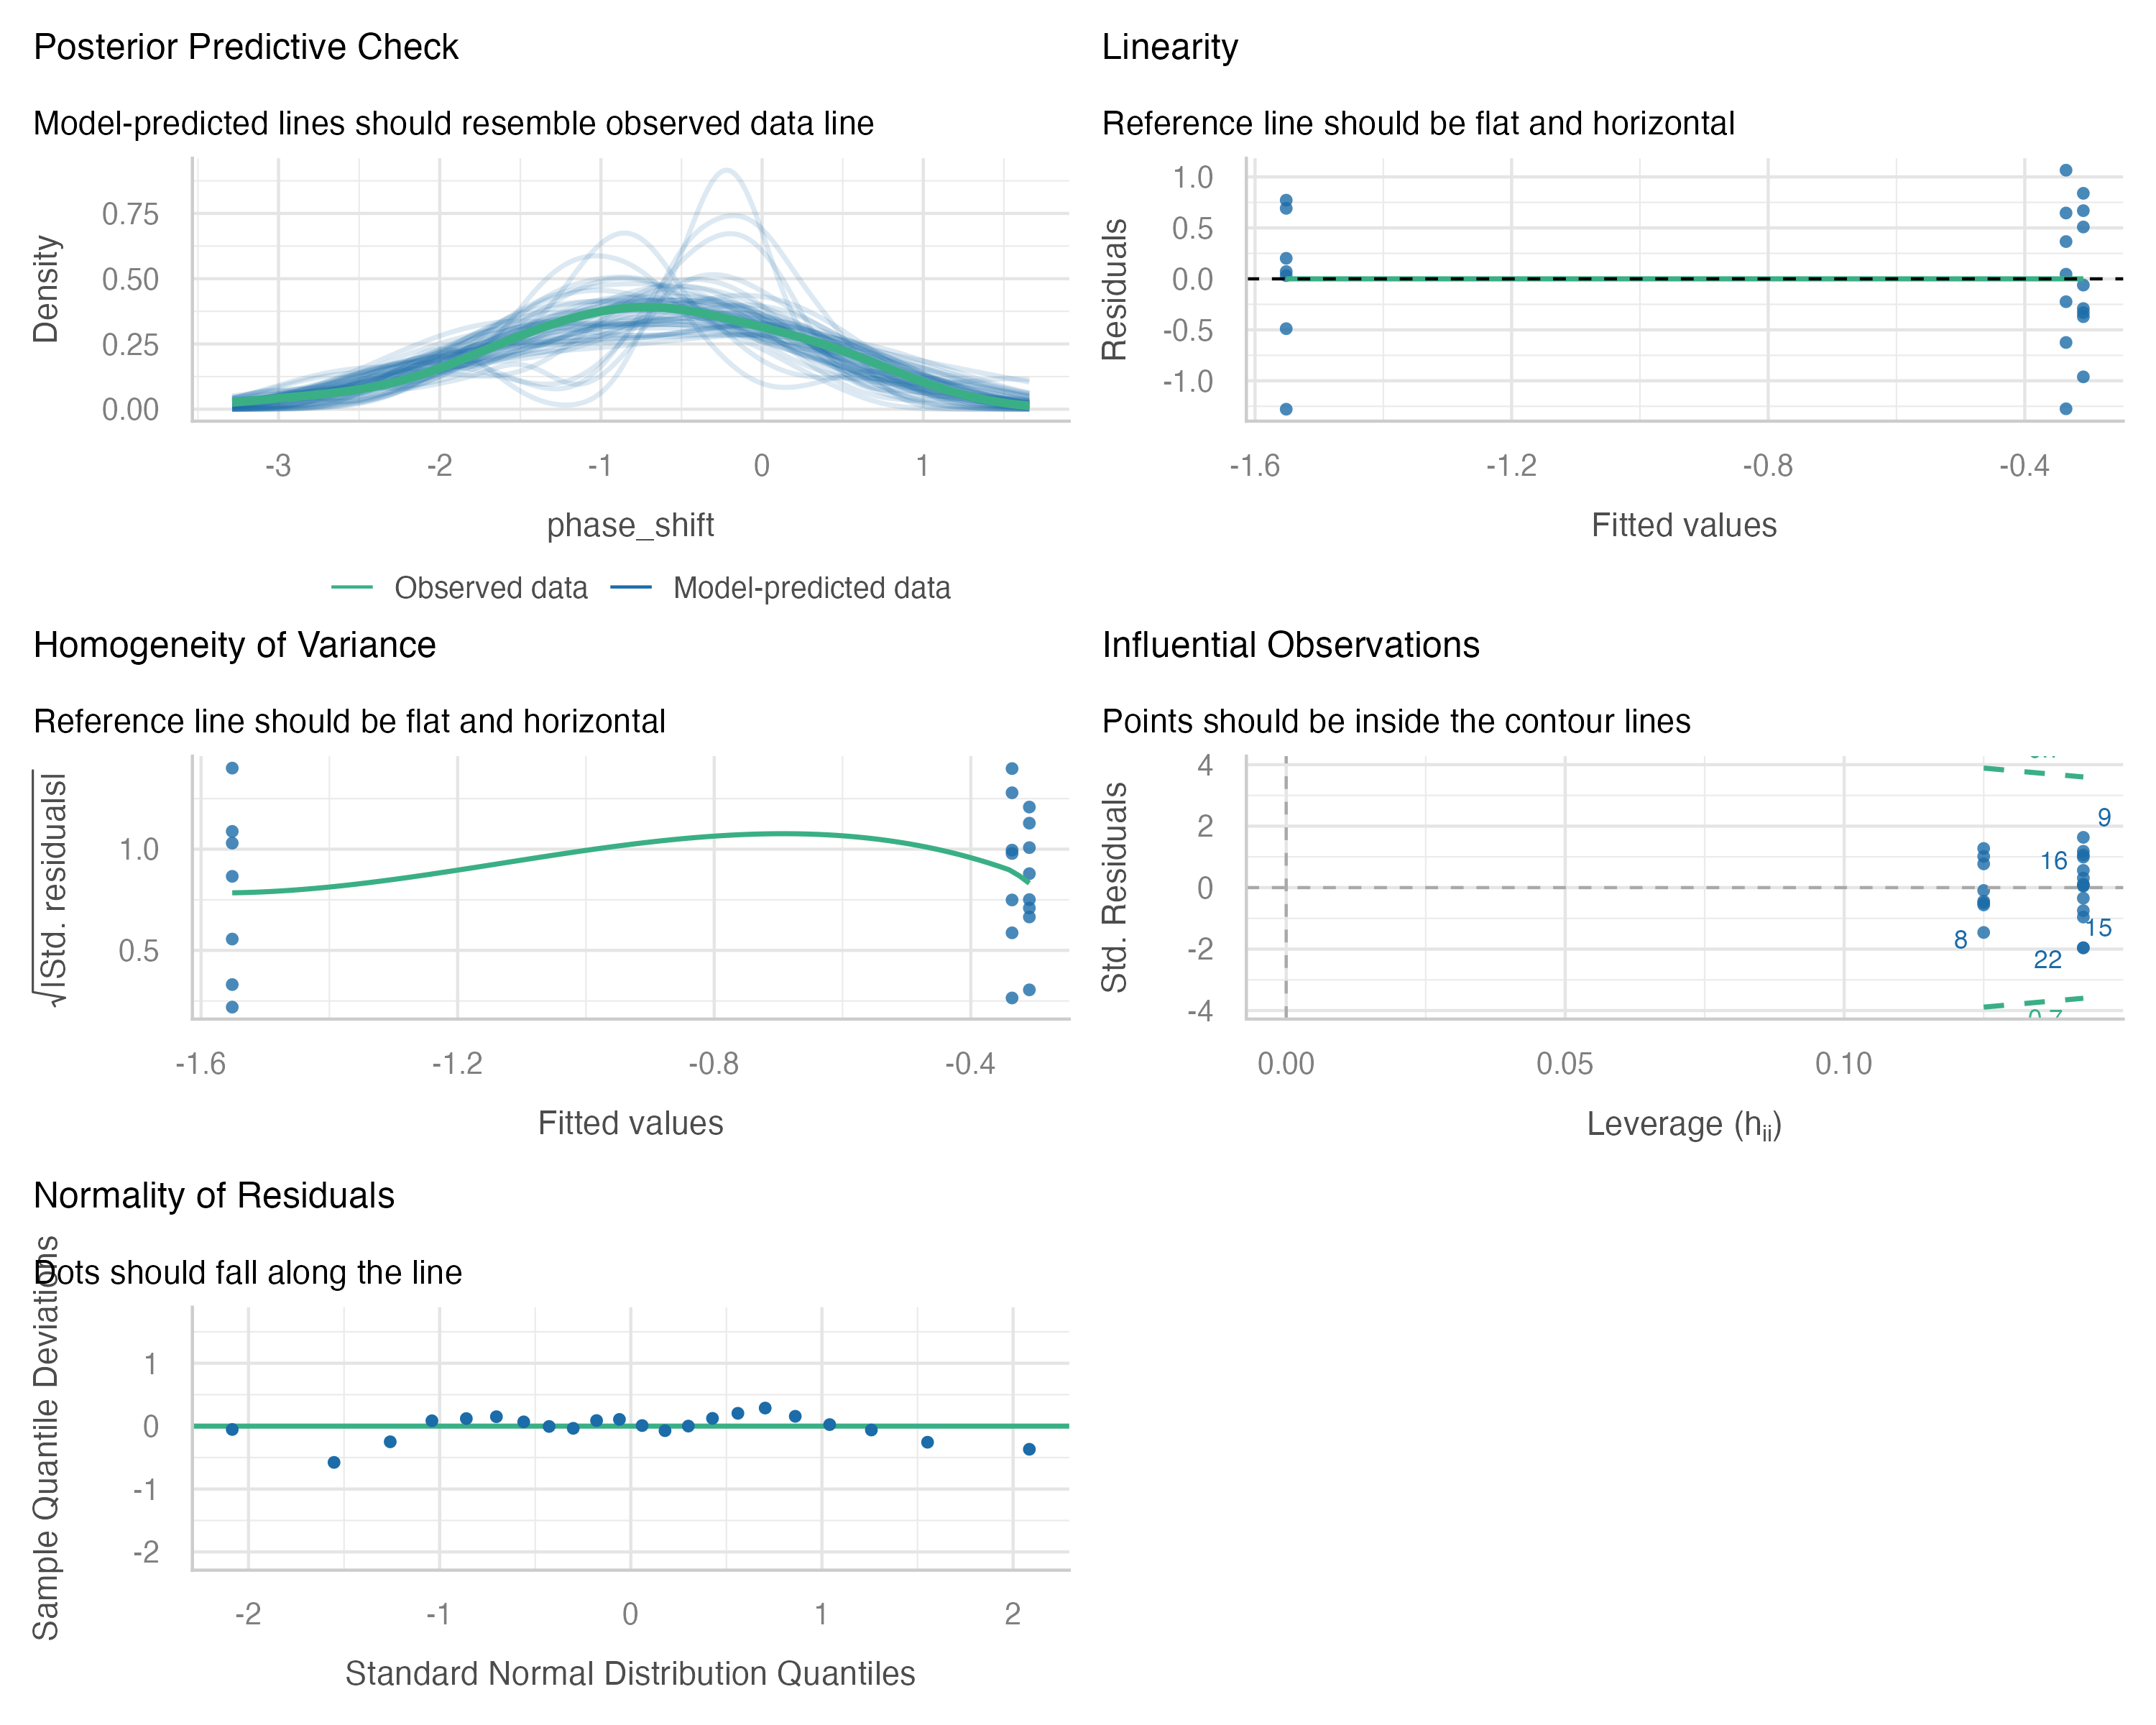 Posterior Predictive Check
Model-predicted lines should resemble observed data line
Density
0.75
0.50
0.25
0.00
-3 -2 -1 0 1
phase_shift
Observed data Model-predicted data
Linearity
Reference line should be flat and horizontal
Residuals
1.0
0.5
0.0
-0.5
-1.0
-1.6 -1.2 -0.8 -0.4
Fitted values
Homogeneity of Variance
Reference line should be flat and horizontal
√|Std. residuals|
1.0
0.5
-1.6 -1.2 -0.8 -0.4
Fitted values
Influential Observations
Points should be inside the contour lines
Std. Residuals
4
2
0
-2
-4
9
16
15
8
22
0.00 0.05 0.10
Leverage (hii)
Normality of Residuals
Dots should fall along the line
Sample Quantile Deviations
1
0
-1
-2
-2 -1 0 1 2
Standard Normal Distribution Quantiles